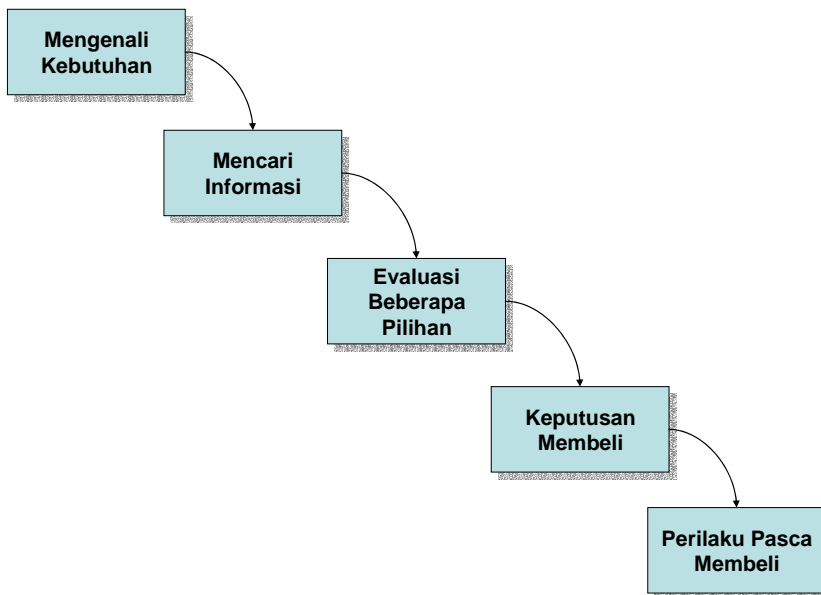 Mengenali
Kebutuhan
Mencari
Informasi
Evaluasi
Beberapa
Pilihan
Keputusan
Membeli
Perilaku Pasca
Membeli